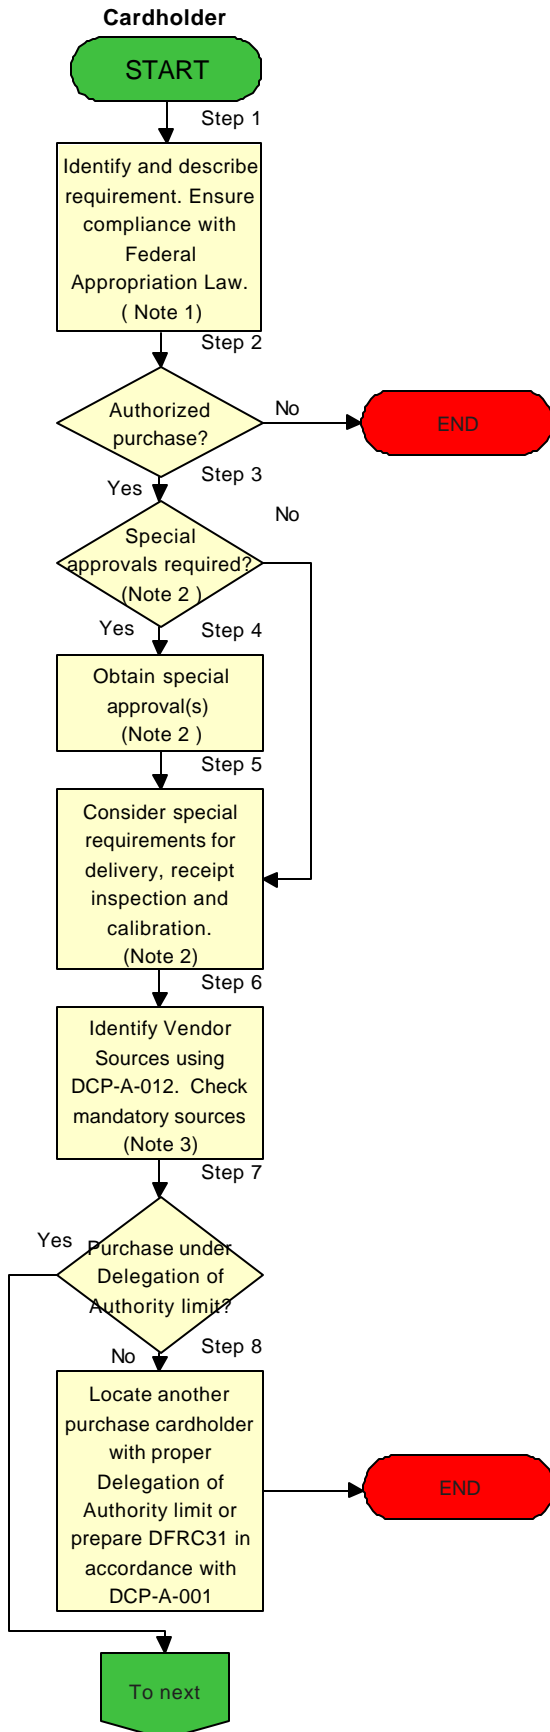 Cardholder
START
Step 1
Identify and describe
requirement. Ensure
compliance with
Federal
Appropriation Law.
( Note 1)
Step 2
Authorized
purchase?
No
END
Step 3
Yes
No
Special
approvals required?
(Note 2 )
Yes
Step 4
Obtain special
approval(s)
(Note 2 )
Step 5
Consider special
requirements for
delivery, receipt
inspection and
calibration.
(Note 2)
Step 6
Identify Vendor
Sources using
DCP-A-012. Check
mandatory sources
(Note 3)
Step 7
Yes
Purchase under
Delegation of
Authority limit?
Step 8
No
Locate another
purchase cardholder
with proper
Delegation of
Authority limit or
prepare DFRC31 in
accordance with
DCP-A-001
END
To next